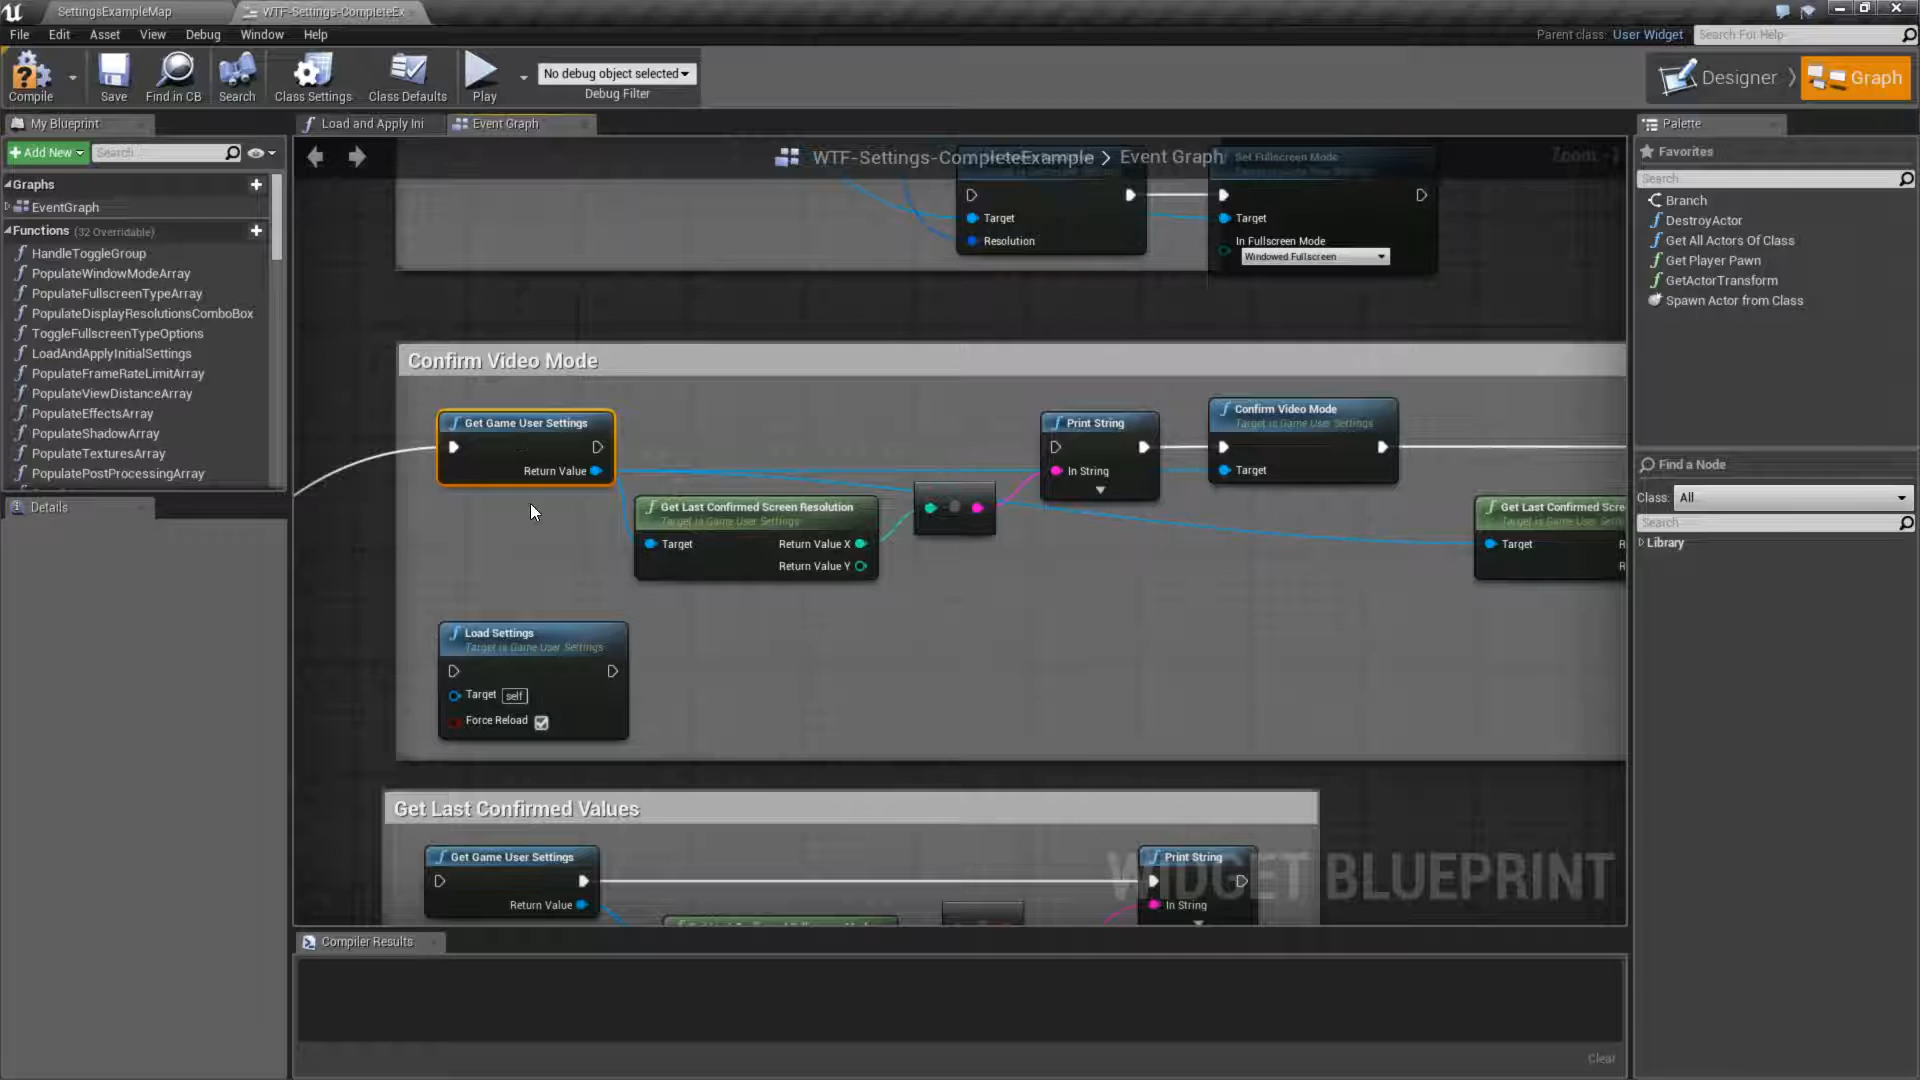 SettingsExampleMap
WTF-Settings-CompleteEx
File Edit Asset View Debug Window Help
Parent class: User Widget
Search For Help
Compile
Save
Find in CB
Search
Class Settings
Class Defaults
Play
No debug object selected
Debug Filter
Designer
Graph
My Blueprint
Load and Apply Ini
Event Graph
Palette
Add New
Search
WTF-Settings-CompleteExample > Event Graph
Favorites
Search
Branch
DestroyActor
Get All Actors Of Class
Get Player Pawn
GetActorTransform
Spawn Actor from Class
Graphs
EventGraph
Functions (32 Overridable)
HandleToggleGroup
PopulateWindowModeArray
PopulateFullscreenTypeArray
PopulateDisplayResolutionsComboBox
ToggleFullscreenTypeOptions
LoadAndApplyInitialSettings
PopulateFrameRateLimitArray
PopulateViewDistanceArray
PopulateEffectsArray
PopulateShadowArray
PopulateTexturesArray
PopulatePostProcessingArray
Details
Set Fullscreen Mode
Zoom -1
Target
Resolution
Target
In Fullscreen Mode
Windowed Fullscreen
Confirm Video Mode
Get Game User Settings
Return Value
Print String
In String
Confirm Video Mode
Target is Game User Settings
Target
Get Last Confirmed Screen Resolution
Target is Game User Settings
Target
Return Value X
Return Value Y
Get Last Confirmed Scre
Target is Game User Settings
Target
R
R
Load Settings
Target is Game User Settings
Target self
Force Reload
Get Last Confirmed Values
Get Game User Settings
Return Value
Print String
In String
WIDGET BLUEPRINT
Find a Node
Class: All
Search
Library
Compiler Results
Clear